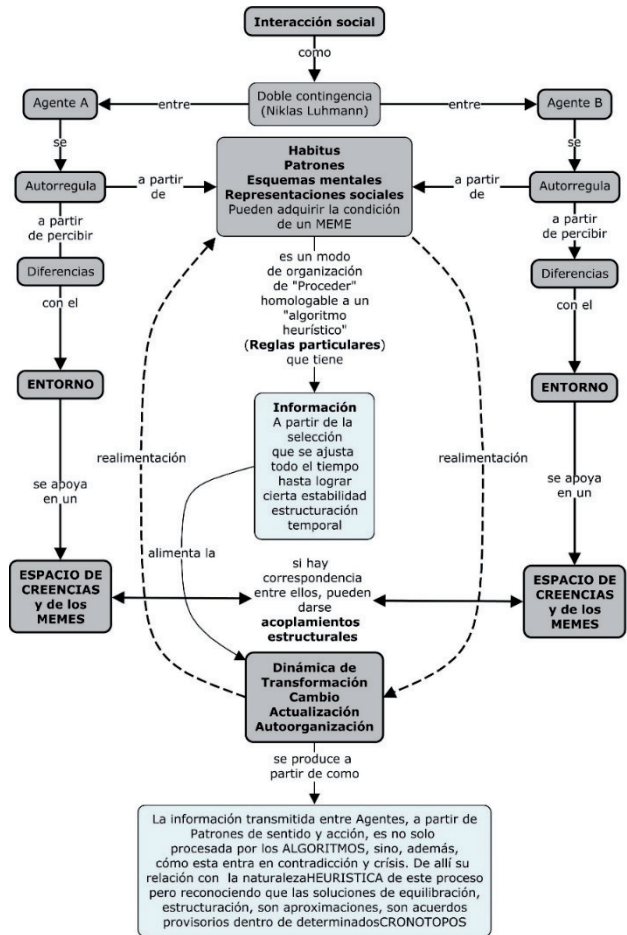 Interacción social
como
Doble contingencia
(Niklas Luhmann)
entre
entre
Agente A
Agente B
se
se
Autorregula
a partir
de
Habitus
Patrones
Esquemas mentales
Representaciones sociales
Pueden adquirir la condición
de un MEME
a partir
de
Autorregula
a partir
de percibir
a partir
de percibir
Diferencias
Diferencias
con el
con el
es un modo
de organización
de "Proceder"
homologable a un
"algoritmo
heurístico"
(Reglas particulares)
que tiene
ENTORNO
ENTORNO
Información
A partir de la
selección
que se ajusta
todo el tiempo
hasta lograr
cierta estabilidad
estructuración
temporal
realimentación
realimentación
se apoya
en un
se apoya
en un
alimenta la
ESPACIO DE
CREENCIAS
y de los
MEMES
si hay
correspondencia
entre ellos, pueden
darse
acoplamientos
estructurales
ESPACIO DE
CREENCIAS
y de los
MEMES
Dinámica de
Transformación
Cambio
Actualización
Autoorganización
se produce a
partir de como
La información transmitida entre Agentes, a partir de
Patrones de sentido y acción, es no solo
procesada por los ALGORITMOS, sino, además,
cómo esta entra en contradicción y crísis. De allí su
relación con la naturalezaHEURISTICA de este proceso
pero reconociendo que las soluciones de equilibración,
estructuración, son aproximaciones, son acuerdos
provisorios dentro de determinadosCRONOTOPOS